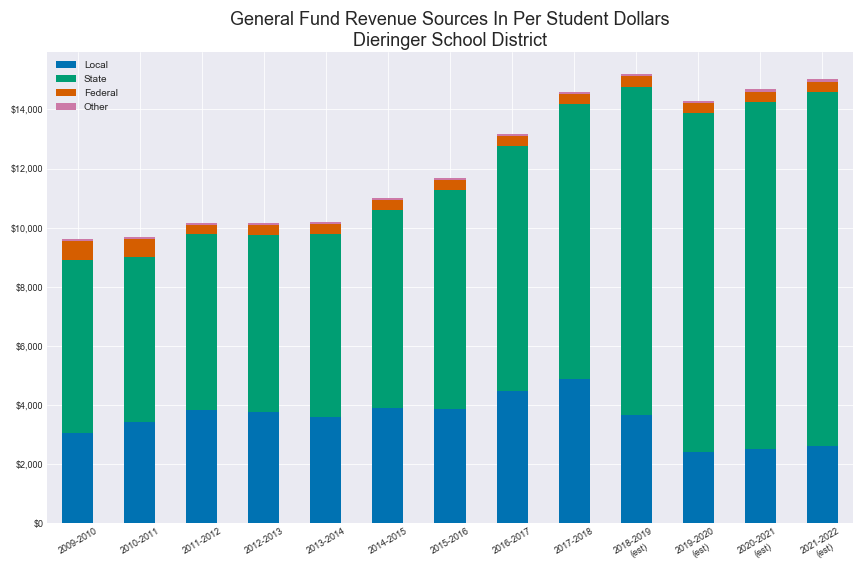 General Fund Revenue Sources In Per Student Dollars
Dieringer School District
Local
State
Federal
Other
$14,000
$12,000
$10,000
$8,000
$6,000
$4,000
$2,000
$0
2009-2010
2010-2011
2011-2012
2012-2013
2013-2014
2014-2015
2015-2016
2016-2017
2017-2018
2018-2019
(est)
2019-2020
(est)
2020-2021
(est)
2021-2022
(est)